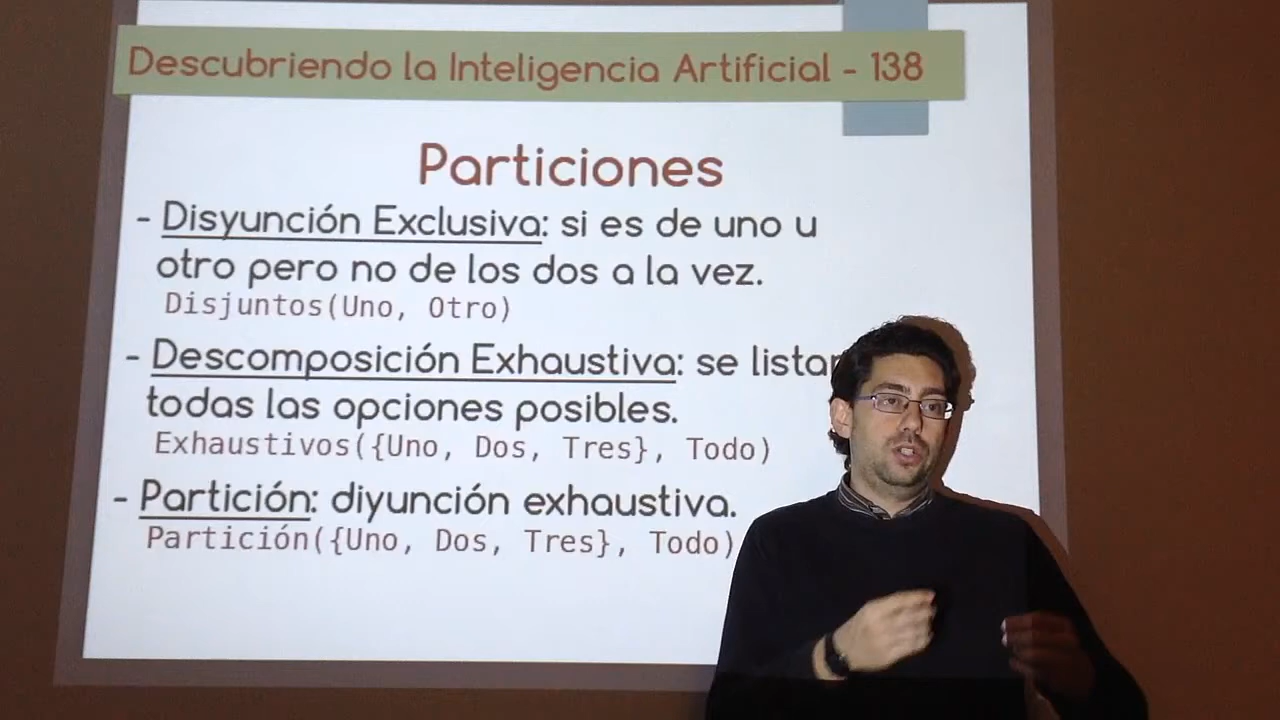 Descubriendo la Inteligencia Artificial - 138
Particiones
- Disyunción Exclusiva: si es de uno u
otro pero no de los dos a la vez.
Disjuntos(Uno, Otro)
- Descomposición Exhaustiva: se listan
todas las opciones posibles.
Exhaustivos({Uno, Dos, Tres}, Todo)
- Partición: diyunción exhaustiva.
Partición({Uno, Dos, Tres}, Todo)